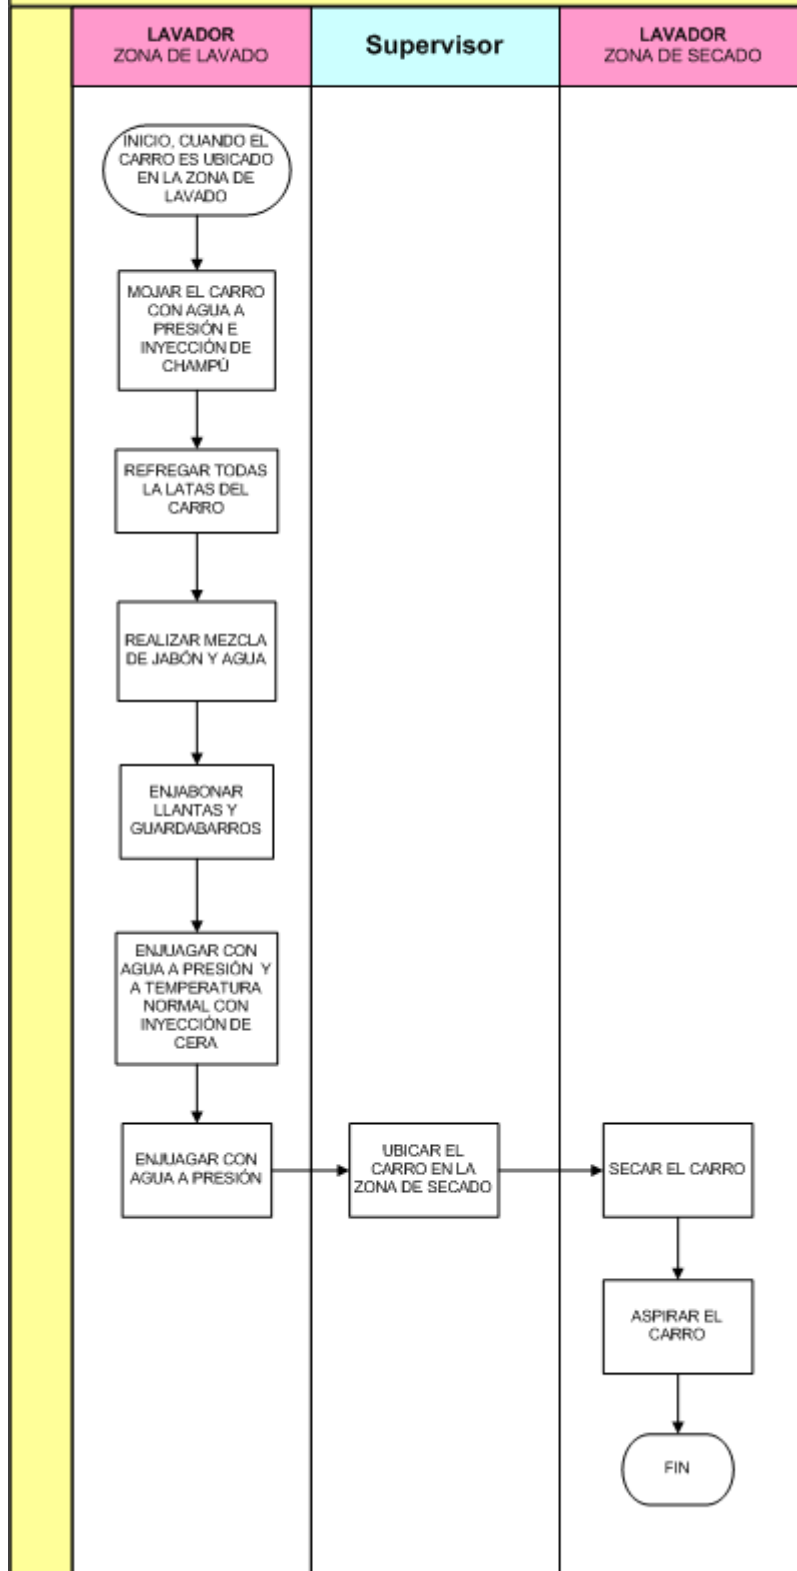 LAVADOR
ZONA DE LAVADO
Supervisor
LAVADOR
ZONA DE SECADO
INICIO, CUANDO EL
CARRO ES UBICADO
EN LA ZONA DE
LAVADO
MOJAR EL CARRO
CON AGUA A
PRESIÓN E
INYECCIÓN DE
CHAMPÚ
REFREGAR TODAS
LA LATAS DEL
CARRO
REALIZAR MEZCLA
DE JABÓN Y AGUA
ENJABONAR
LLANTAS Y
GUARDABARROS
ENJUAGAR CON
AGUA A PRESIÓN Y
A TEMPERATURA
NORMAL CON
INYECCIÓN DE
CERA
ENJUAGAR CON
AGUA A PRESIÓN
UBICAR EL
CARRO EN LA
ZONA DE SECADO
SECAR EL CARRO
ASPIRAR EL
CARRO
FIN